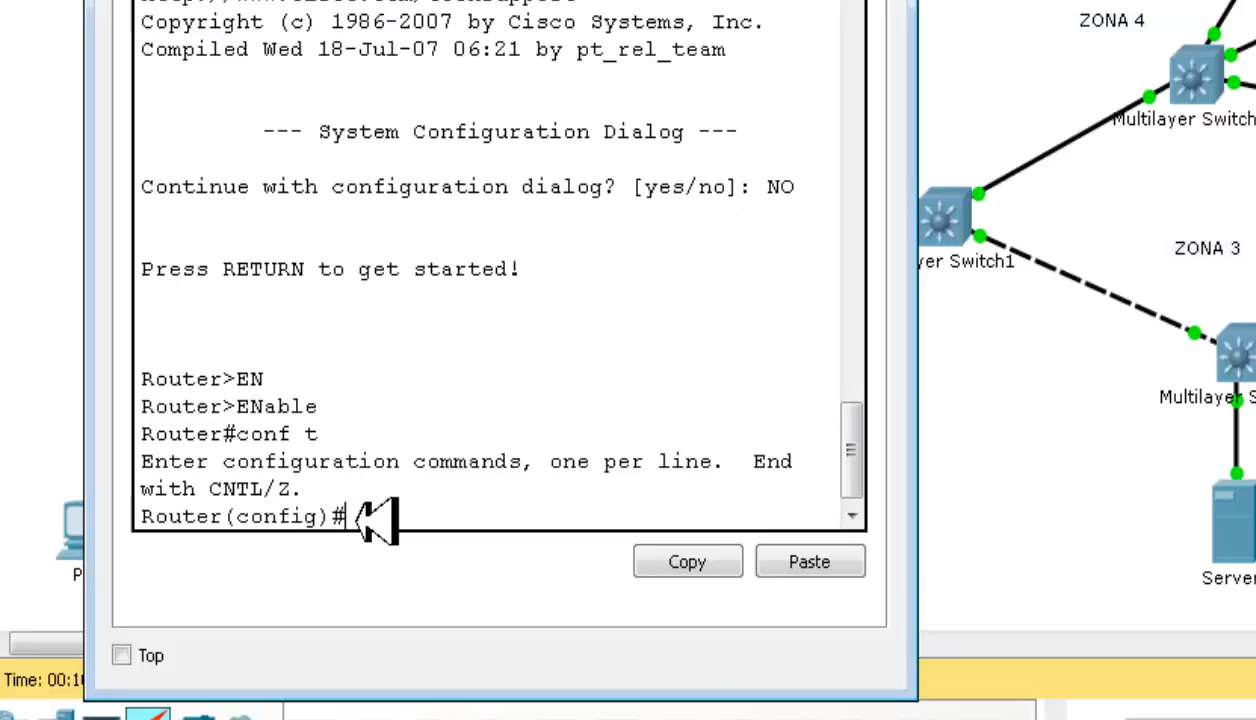 Copyright (c) 1986-2007 by Cisco Systems, Inc.
Compiled Wed 18-Jul-07 06:21 by pt_rel_team
--- System Configuration Dialog ---
Continue with configuration dialog? [yes/no]: NO
Press RETURN to get started!
Router>EN
Router>ENable
Router#conf t
Enter configuration commands, one per line.  End
with CNTL/Z.
Router(config)#
Copy
Paste
Top
Time: 00:1
ZONA 4
Multilayer Switch
yer Switch1
ZONA 3
Multilayer S
Server
P